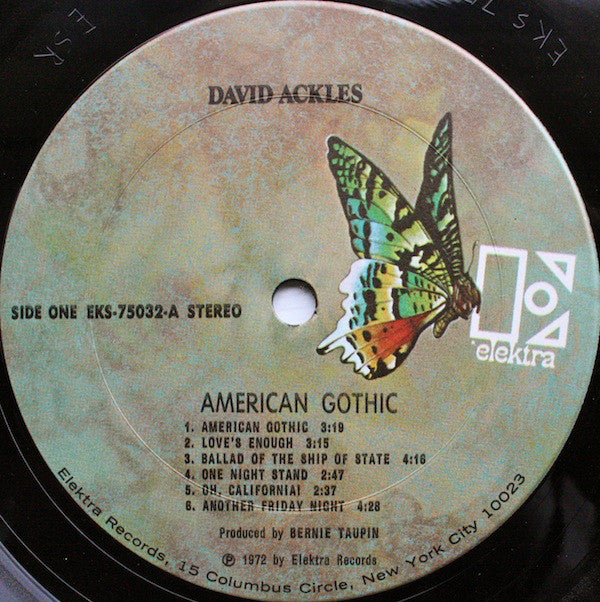 EKS 7
ESK
DAVID ACKLES
SIDE ONE EKS-75032-A STEREO
elektra
AMERICAN GOTHIC
1. AMERICAN GOTHIC 3:19
2. LOVE'S ENOUGH 3:15
3. BALLAD OF THE SHIP OF STATE 4:16
4. ONE NIGHT STAND 2:47
5. OH, CALIFORNIA! 2:37
6. ANOTHER FRIDAY NIGHT 4:28
Produced by BERNIE TAUPIN
℗ 1972 by Elektra Records
Elektra Records, 15 Columbus Circle, New York City 10023